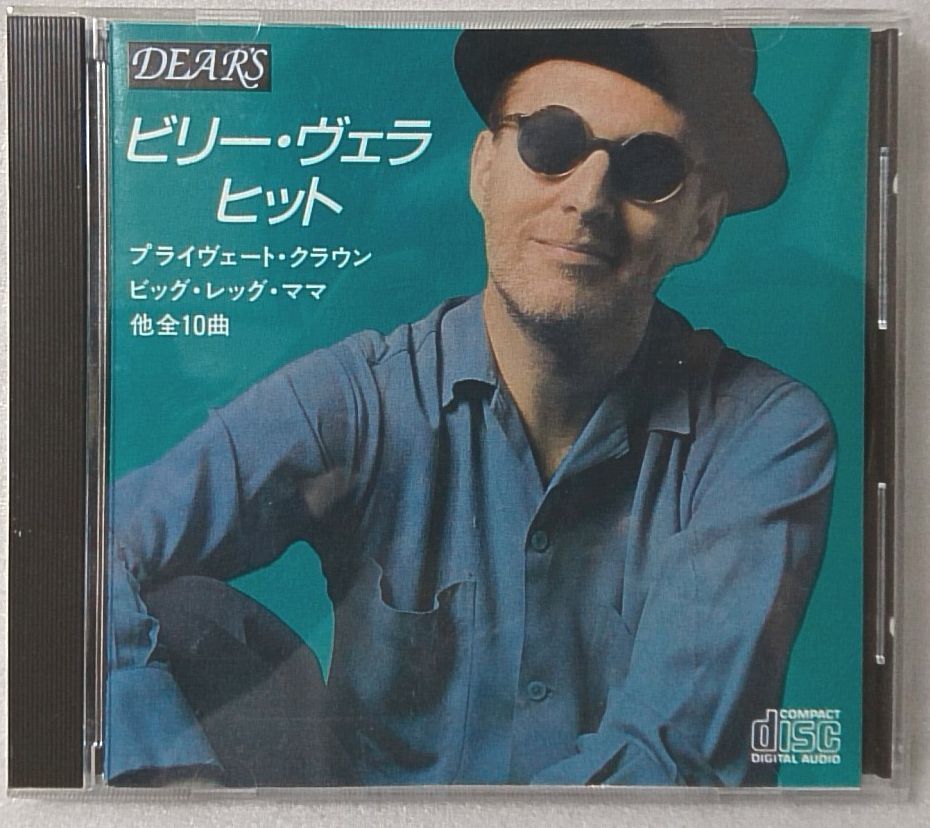 DEAR'S
ビリー・ヴェラ
ヒット
プライヴェート・クラウン
ビッグ・レッグ・ママ
他全10曲
COMPACT
disc
DIGITAL AUDIO